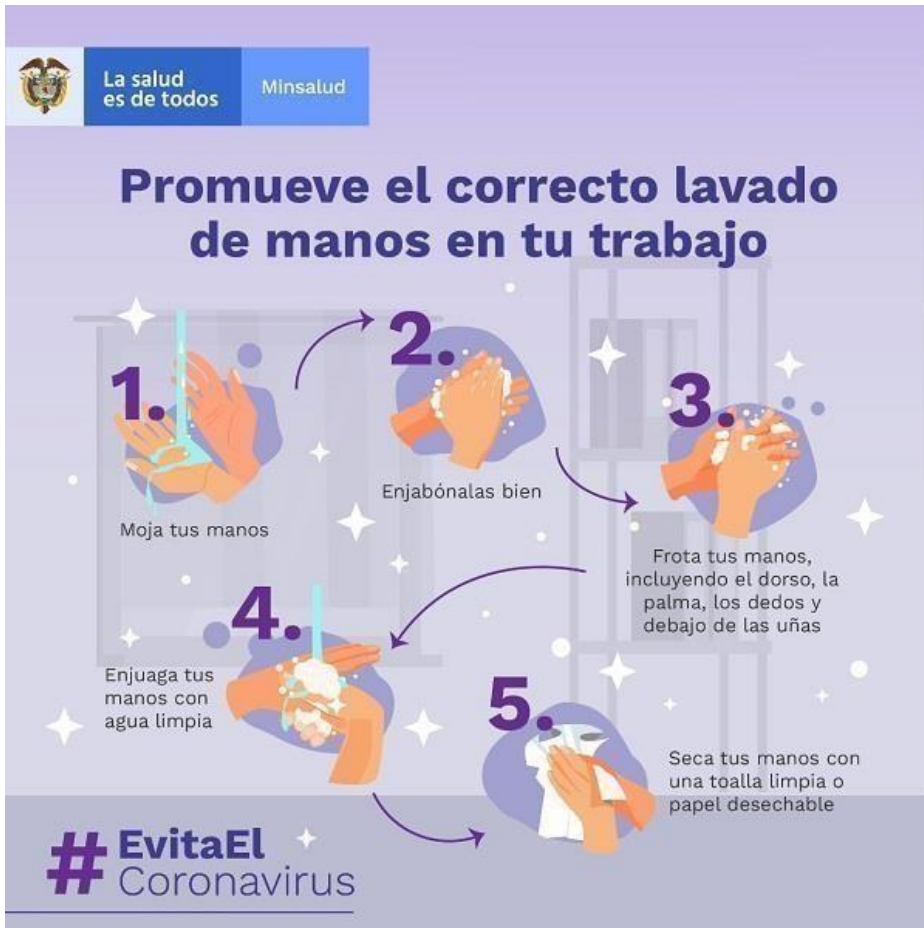 La salud
es de todos
Minsalud
Promueve el correcto lavado
de manos en tu trabajo
1.
Moja tus manos
2.
Enjabónalas bien
3.
Frota tus manos,
incluyendo el dorso, la
palma, los dedos y
debajo de las uñas
4.
Enjuaga tus
manos con
agua limpia
5.
Seca tus manos con
una toalla limpia o
papel desechable
# EvitaEl
Coronavirus